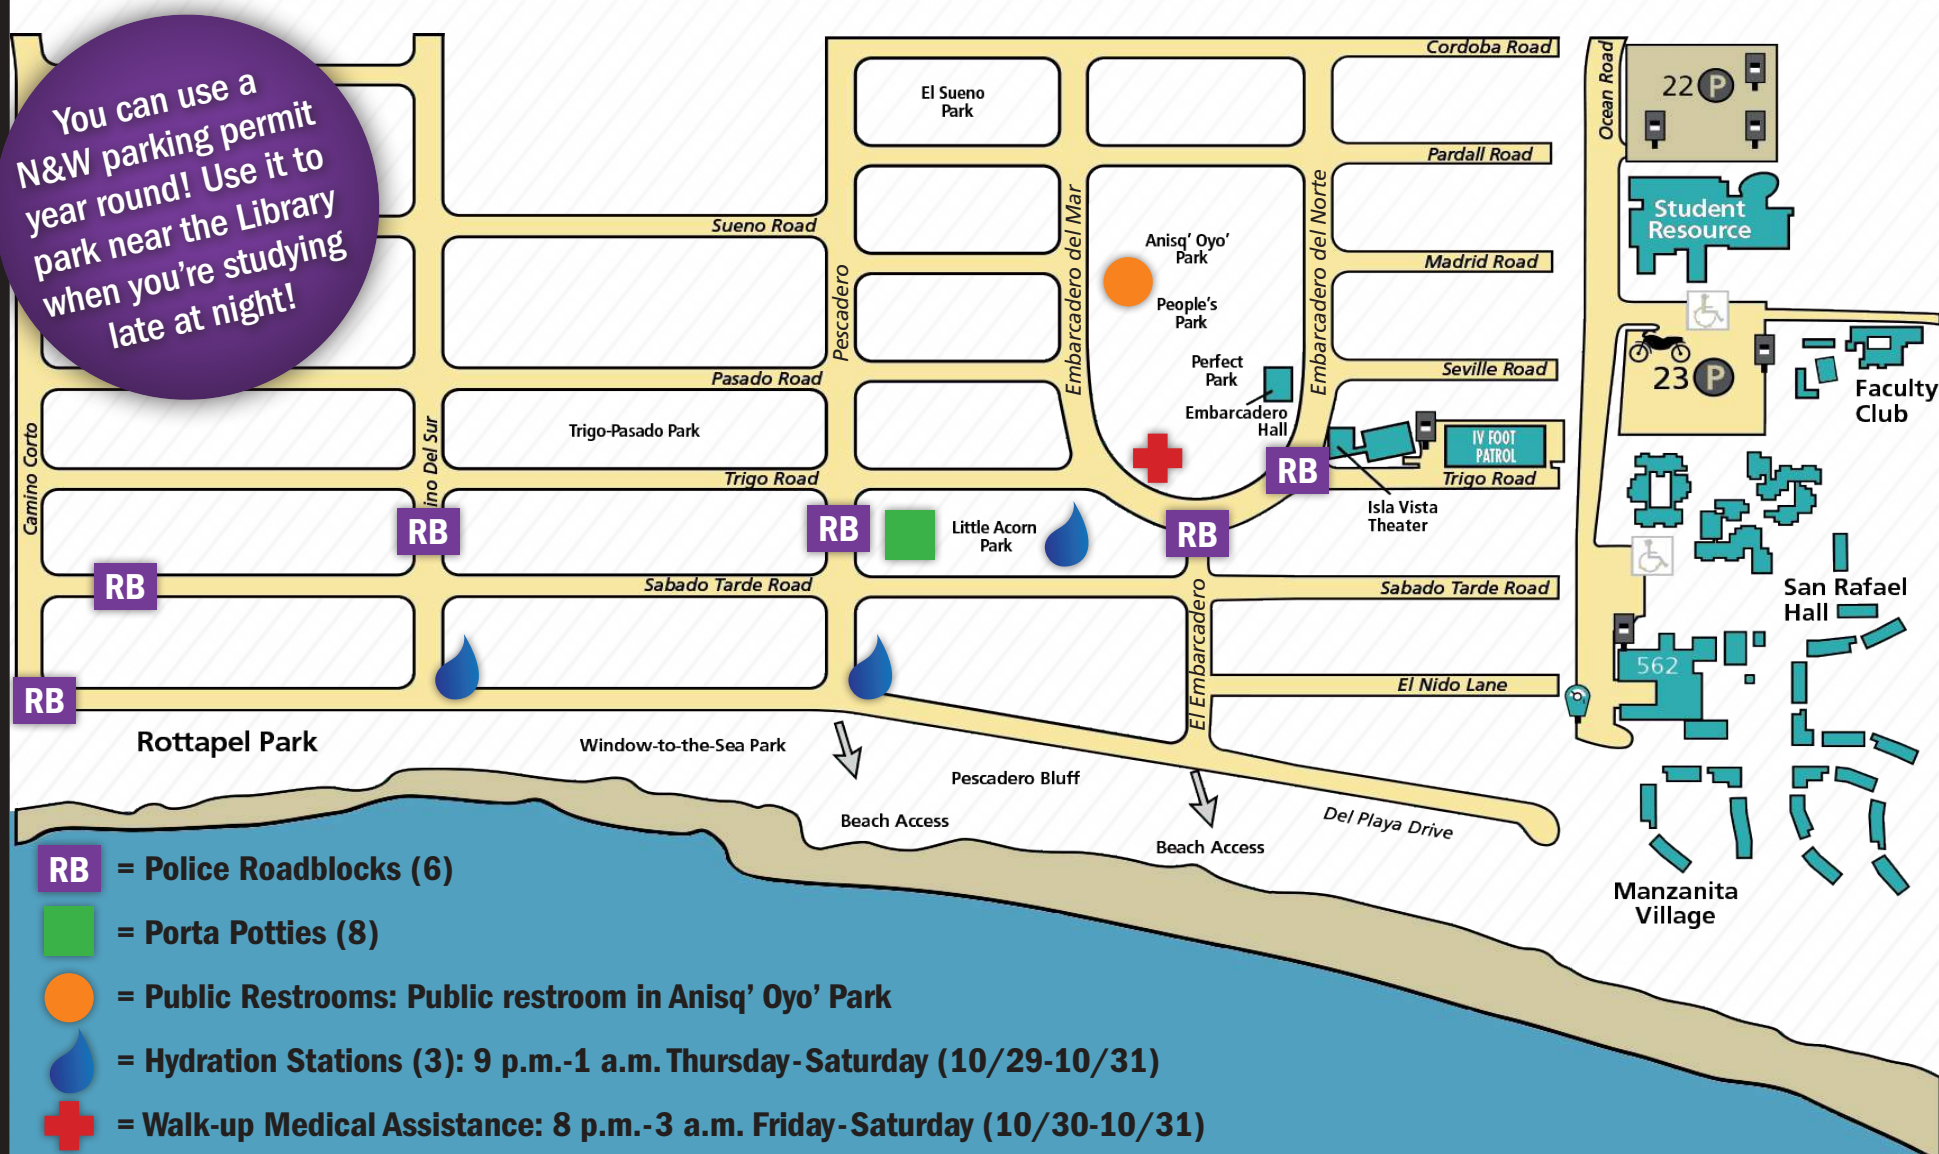 You can use a
N&W parking permit
year round! Use it to
park near the Library
when you're studying
late at night!
Cordoba Road
Ocean Road
22 P
El Sueno
Park
Pardall Road
Student
Resource
Sueno Road
Embarcadero del Mar
Embarcadero del Norte
Anisq' Oyo'
Park
Madrid Road
Pescadero
People's
Park
Perfect
Park
Seville Road
Pasado Road
23 P
Faculty
Club
Embarcadero
Hall
Camino Corto
ino Del Sur
Trigo-Pasado Park
IV FOOT
PATROL
RB
Trigo Road
Trigo Road
Isla Vista
Theater
RB
RB
Little Acorn
Park
RB
RB
Sabado Tarde Road
Sabado Tarde Road
San Rafael
Hall
El Embarcadero
562
RB
El Nido Lane
Rottapel Park
Window-to-the-Sea Park
Pescadero Bluff
Beach Access
Del Playa Drive
Beach Access
Manzanita
Village
RB = Police Roadblocks (6)
= Porta Potties (8)
= Public Restrooms: Public restroom in Anisq' Oyo' Park
= Hydration Stations (3): 9 p.m.-1 a.m. Thursday-Saturday (10/29-10/31)
= Walk-up Medical Assistance: 8 p.m.-3 a.m. Friday-Saturday (10/30-10/31)